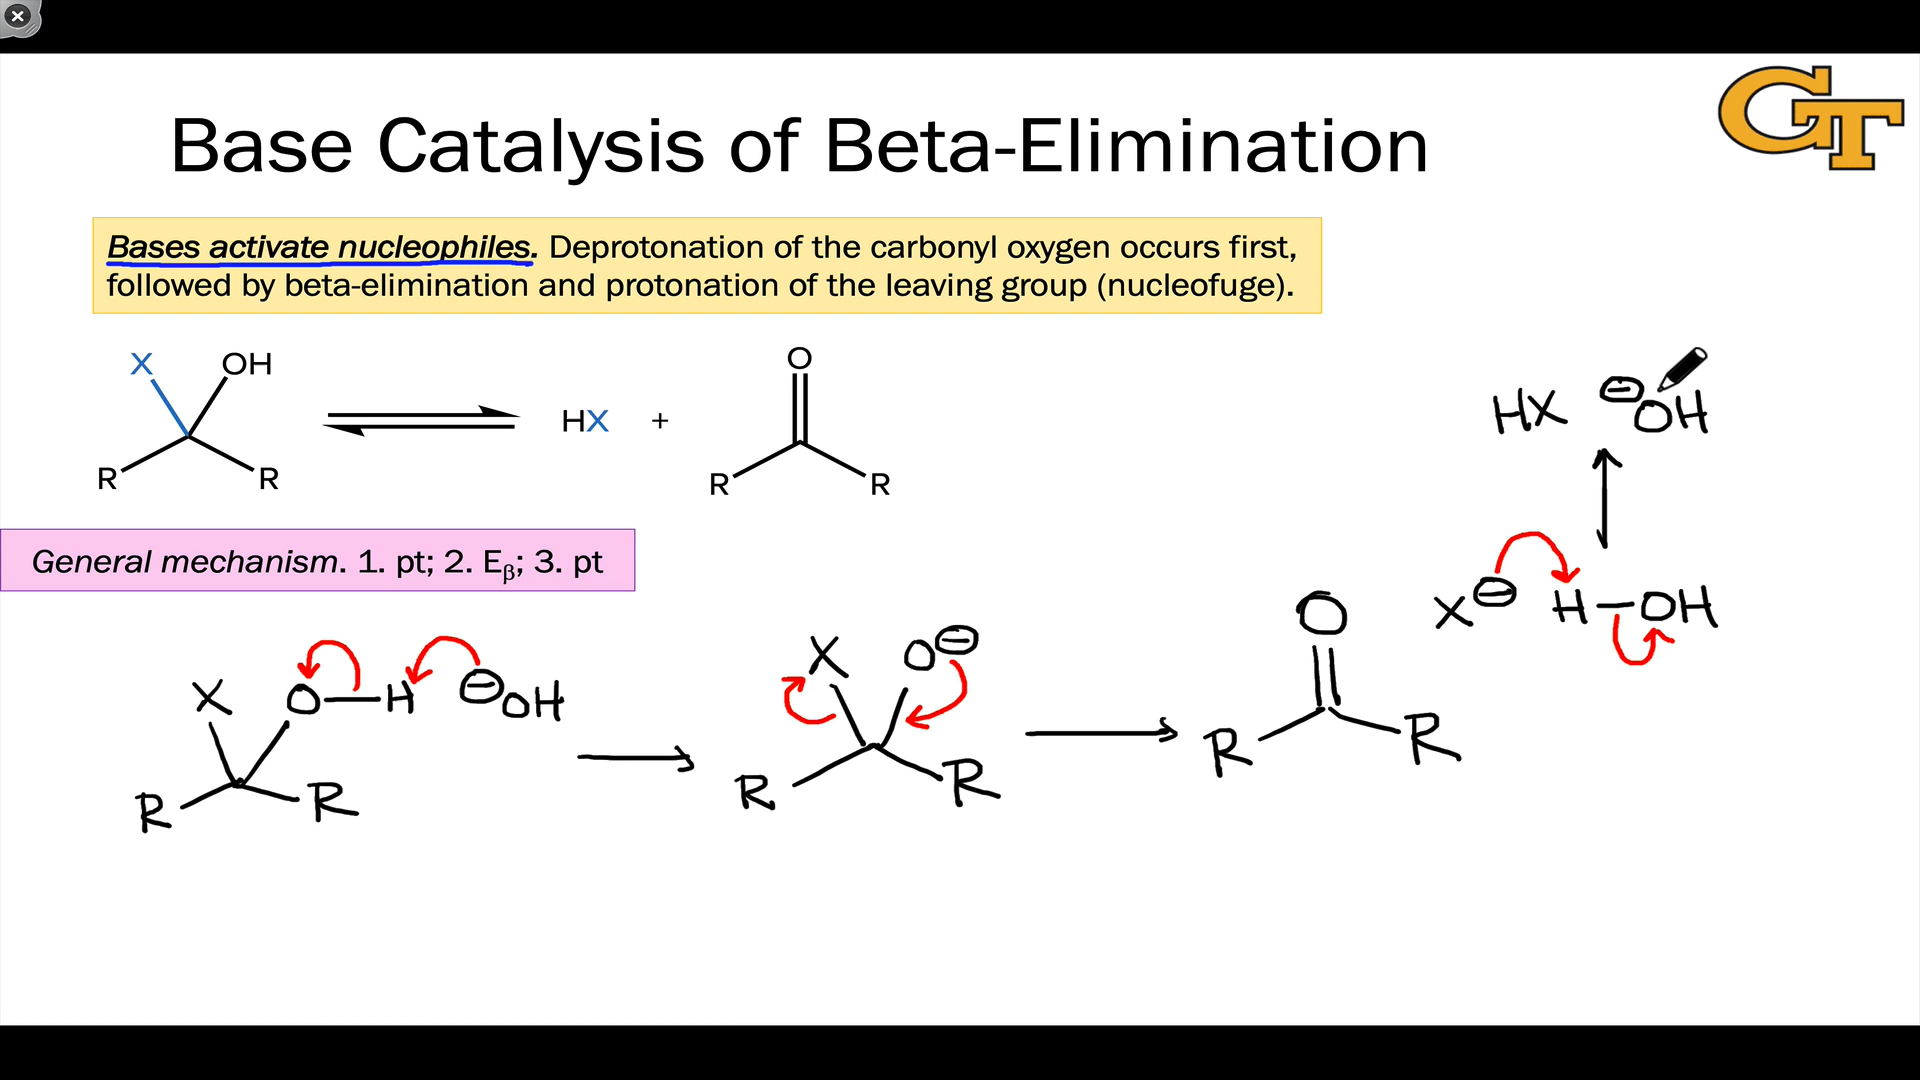 GT
Base Catalysis of Beta-Elimination
Bases activate nucleophiles. Deprotonation of the carbonyl oxygen occurs first,
followed by beta-elimination and protonation of the leaving group (nucleofuge).
X OH
R R
HX +
O
R R
HX ⊖OH
General mechanism. 1. pt; 2. Eβ; 3. pt
X O–H ⊖OH
R R
X O⊖
R R
O
R R
X⊖ H–OH